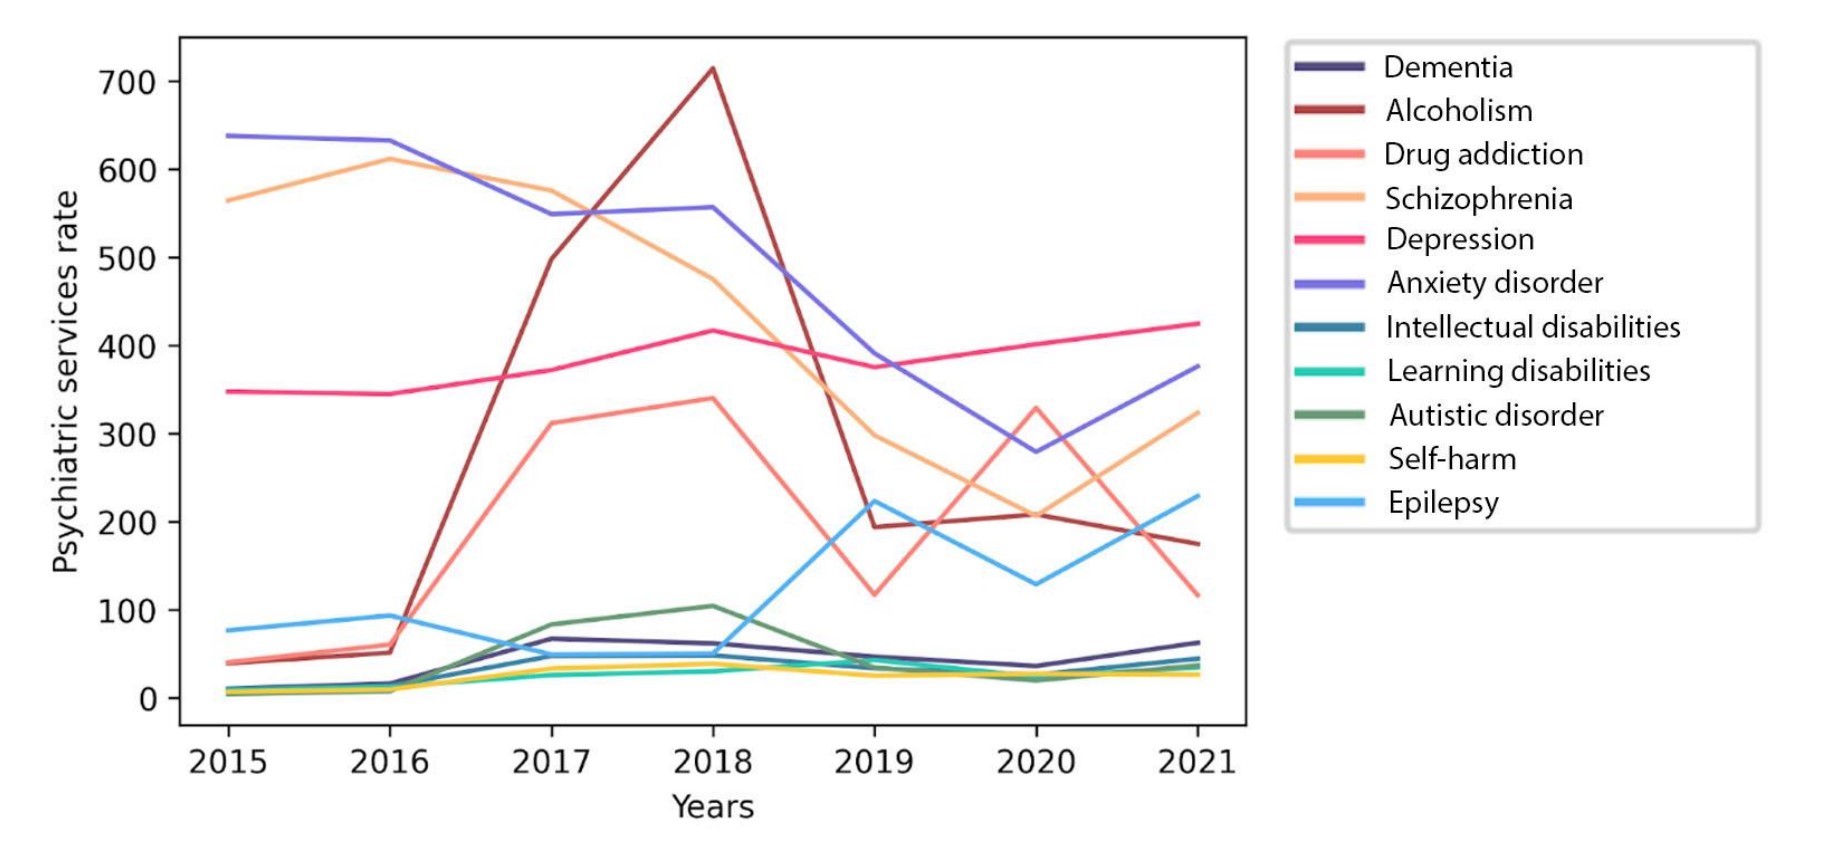 Psychiatric services rate
700
600
500
400
300
200
100
0
2015 2016 2017 2018 2019 2020 2021
Years
Dementia
Alcoholism
Drug addiction
Schizophrenia
Depression
Anxiety disorder
Intellectual disabilities
Learning disabilities
Autistic disorder
Self-harm
Epilepsy